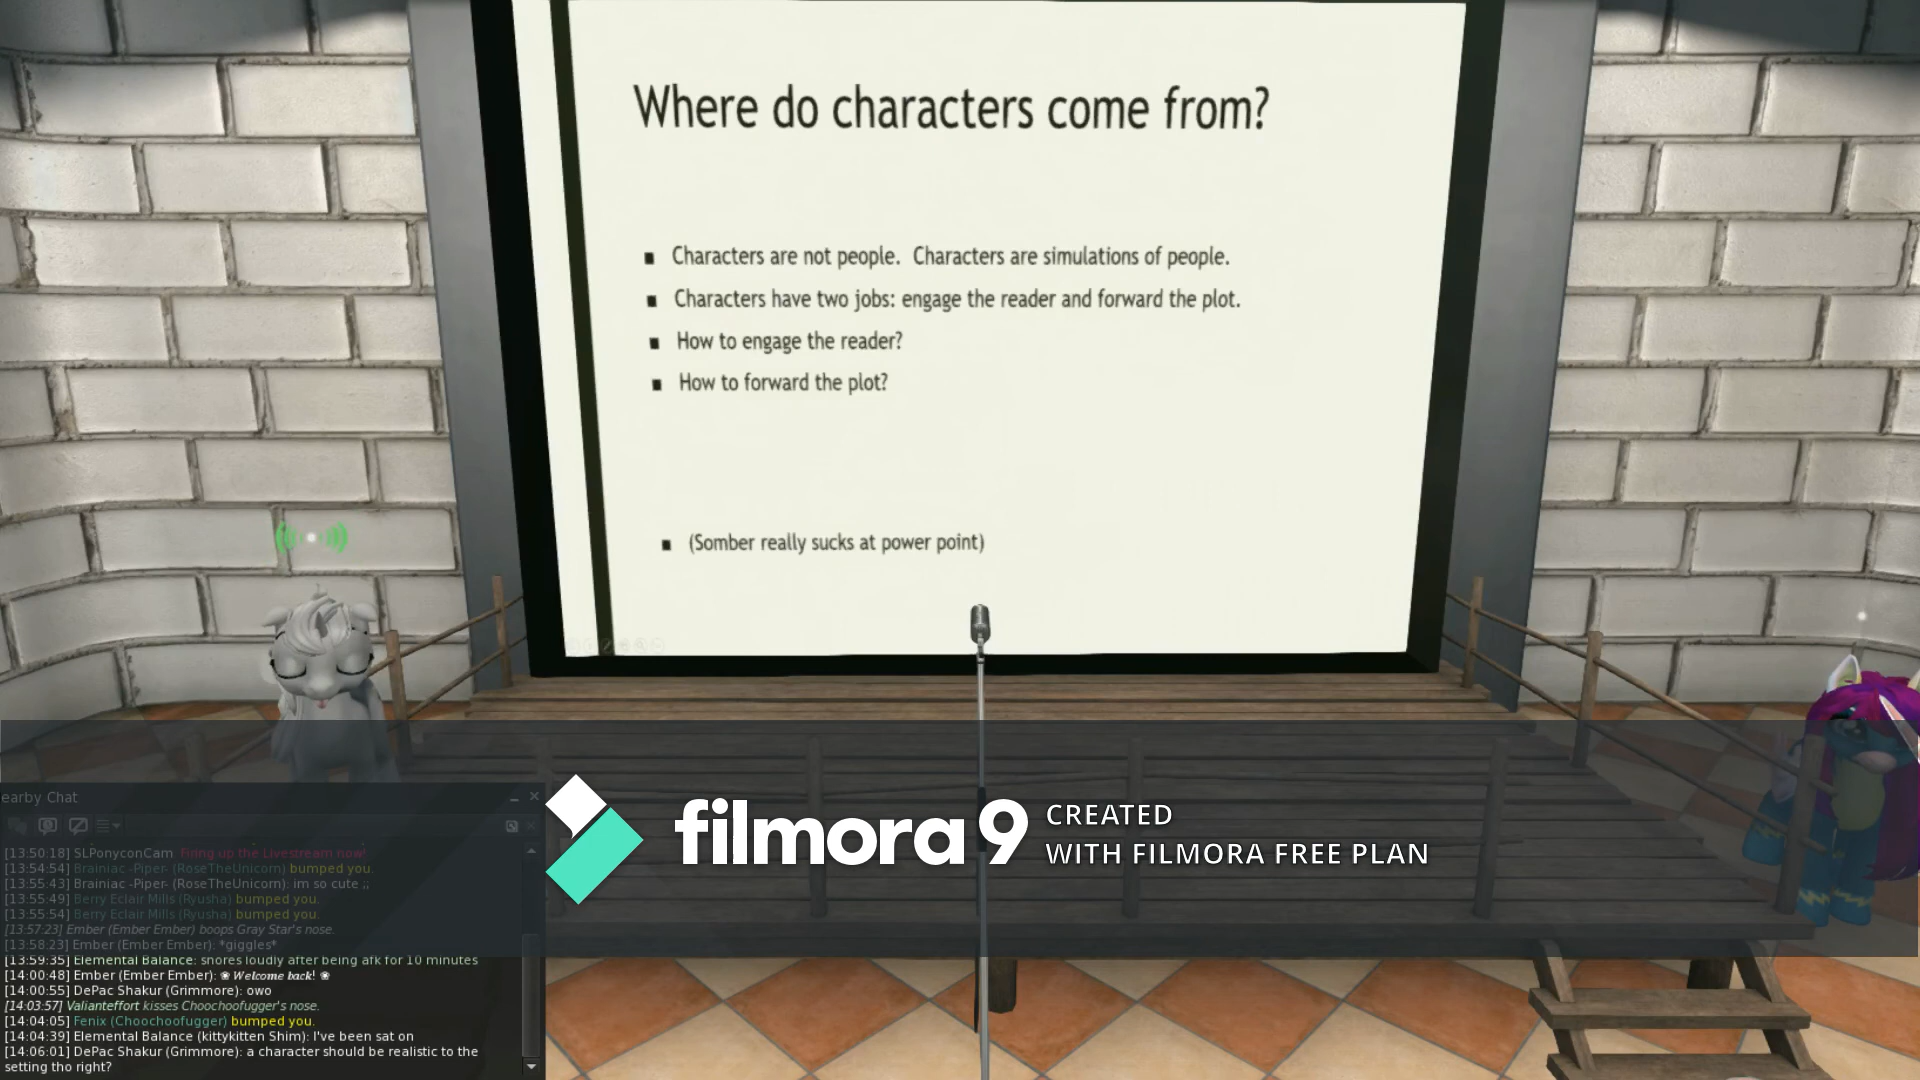 Where do characters come from?
Characters are not people.  Characters are simulations of people.
Characters have two jobs: engage the reader and forward the plot.
How to engage the reader?
How to forward the plot?
(Somber really sucks at power point)
filmora9 CREATED
WITH FILMORA FREE PLAN
earby Chat
[13:50:18] SLPonyconCam Firing up the Livestream now!
[13:54:54] Brainiac -Piper- (RoseTheUnicorn) bumped you.
[13:55:43] Brainiac -Piper- (RoseTheUnicorn): im so cute ;;
[13:55:49] Berry Eclair Mills (Ryusha) bumped you.
[13:55:54] Berry Eclair Mills (Ryusha) bumped you.
[13:57:23] Ember (Ember Ember) boops Gray Star's nose.
[13:58:23] Ember (Ember Ember): *giggles*
[13:59:35] Elemental Balance: snores loudly after being afk for 10 minutes
[14:00:48] Ember (Ember Ember): ❀ Welcome back! ❀
[14:00:55] DePac Shakur (Grimmore): owo
[14:03:57] Valianteffort kisses Choochoofugger's nose.
[14:04:05] Fenix (Choochoofugger) bumped you.
[14:04:39] Elemental Balance (kittykitten Shim): I've been sat on
[14:06:01] DePac Shakur (Grimmore): a character should be realistic to the
setting tho right?